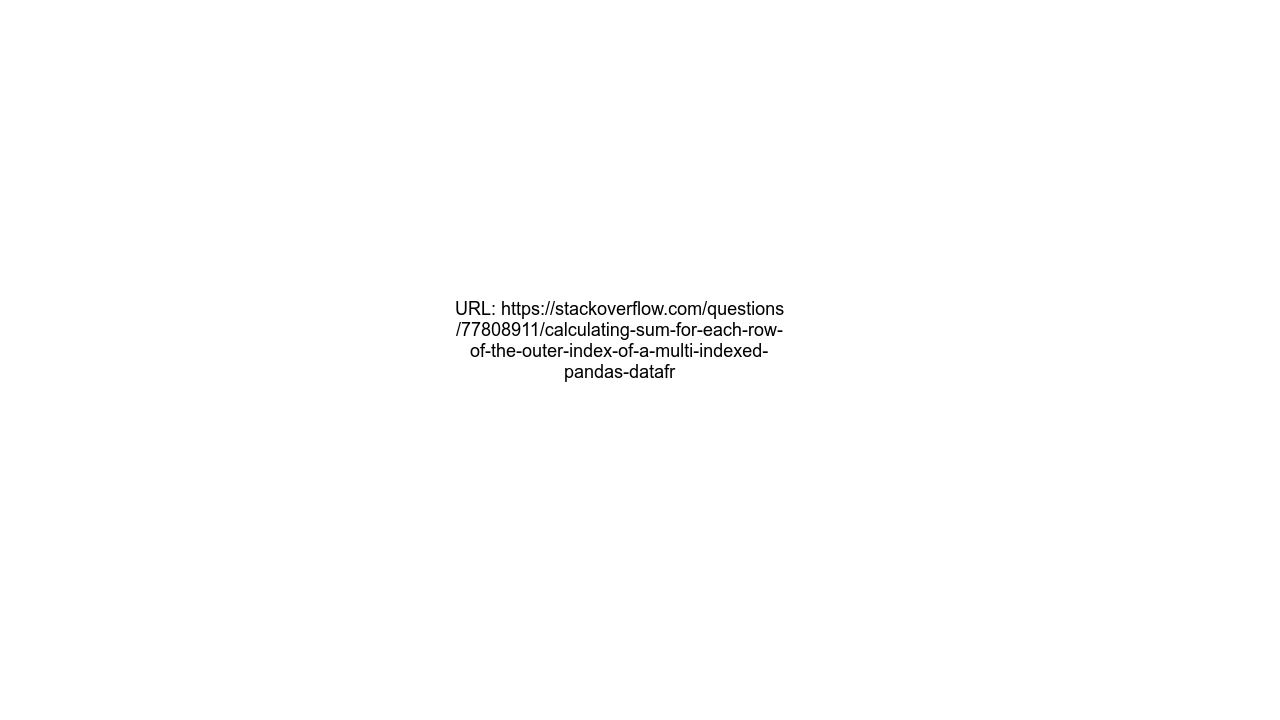 URL: https://stackoverflow.com/questions
/77808911/calculating-sum-for-each-row-
of-the-outer-index-of-a-multi-indexed-
pandas-datafr